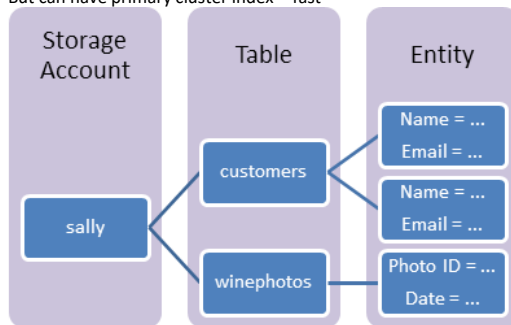 But can have primary cluster index – fast
Storage
Account
Table
Entity
sally
customers
winephotos
Name = ...
Email = ...
Name = ...
Email = ...
Photo ID = ...
Date = ...